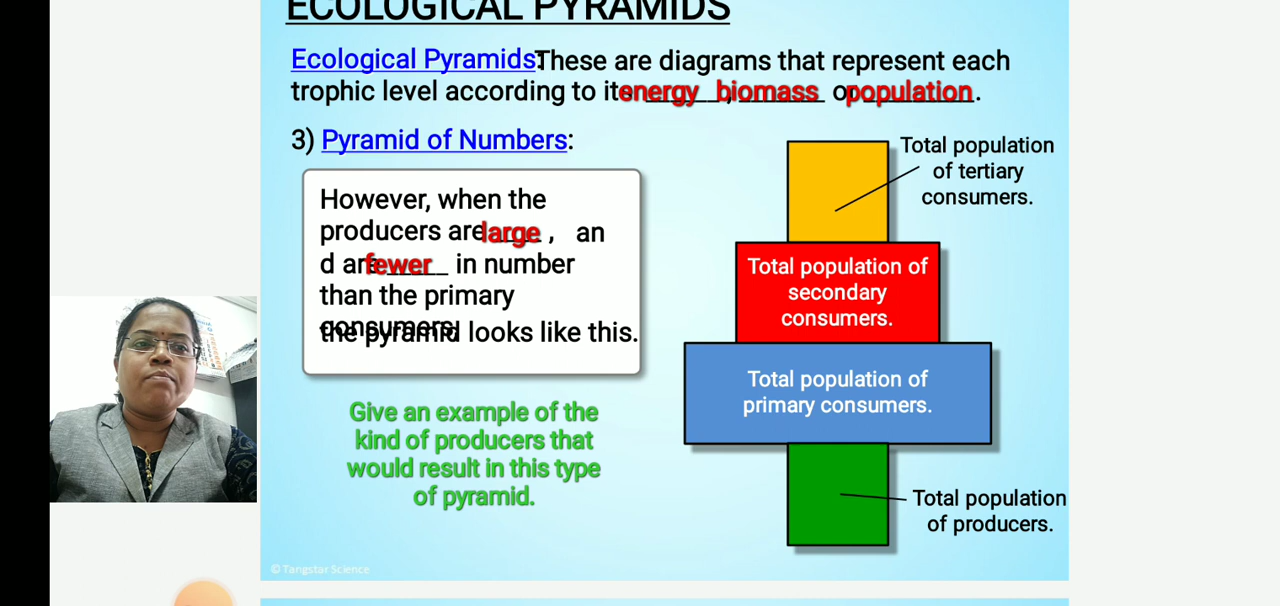 ECOLOGICAL PYRAMIDS
Ecological Pyramids: These are diagrams that represent each
trophic level according to its energy, biomass or population.
3) Pyramid of Numbers:
However, when the
producers are large, an
d are fewer in number
than the primary
consumers,
the pyramid looks like this.
Give an example of the
kind of producers that
would result in this type
of pyramid.
Total population
of tertiary
consumers.
Total population of
secondary
consumers.
Total population of
primary consumers.
Total population
of producers.
© Tangstar Science